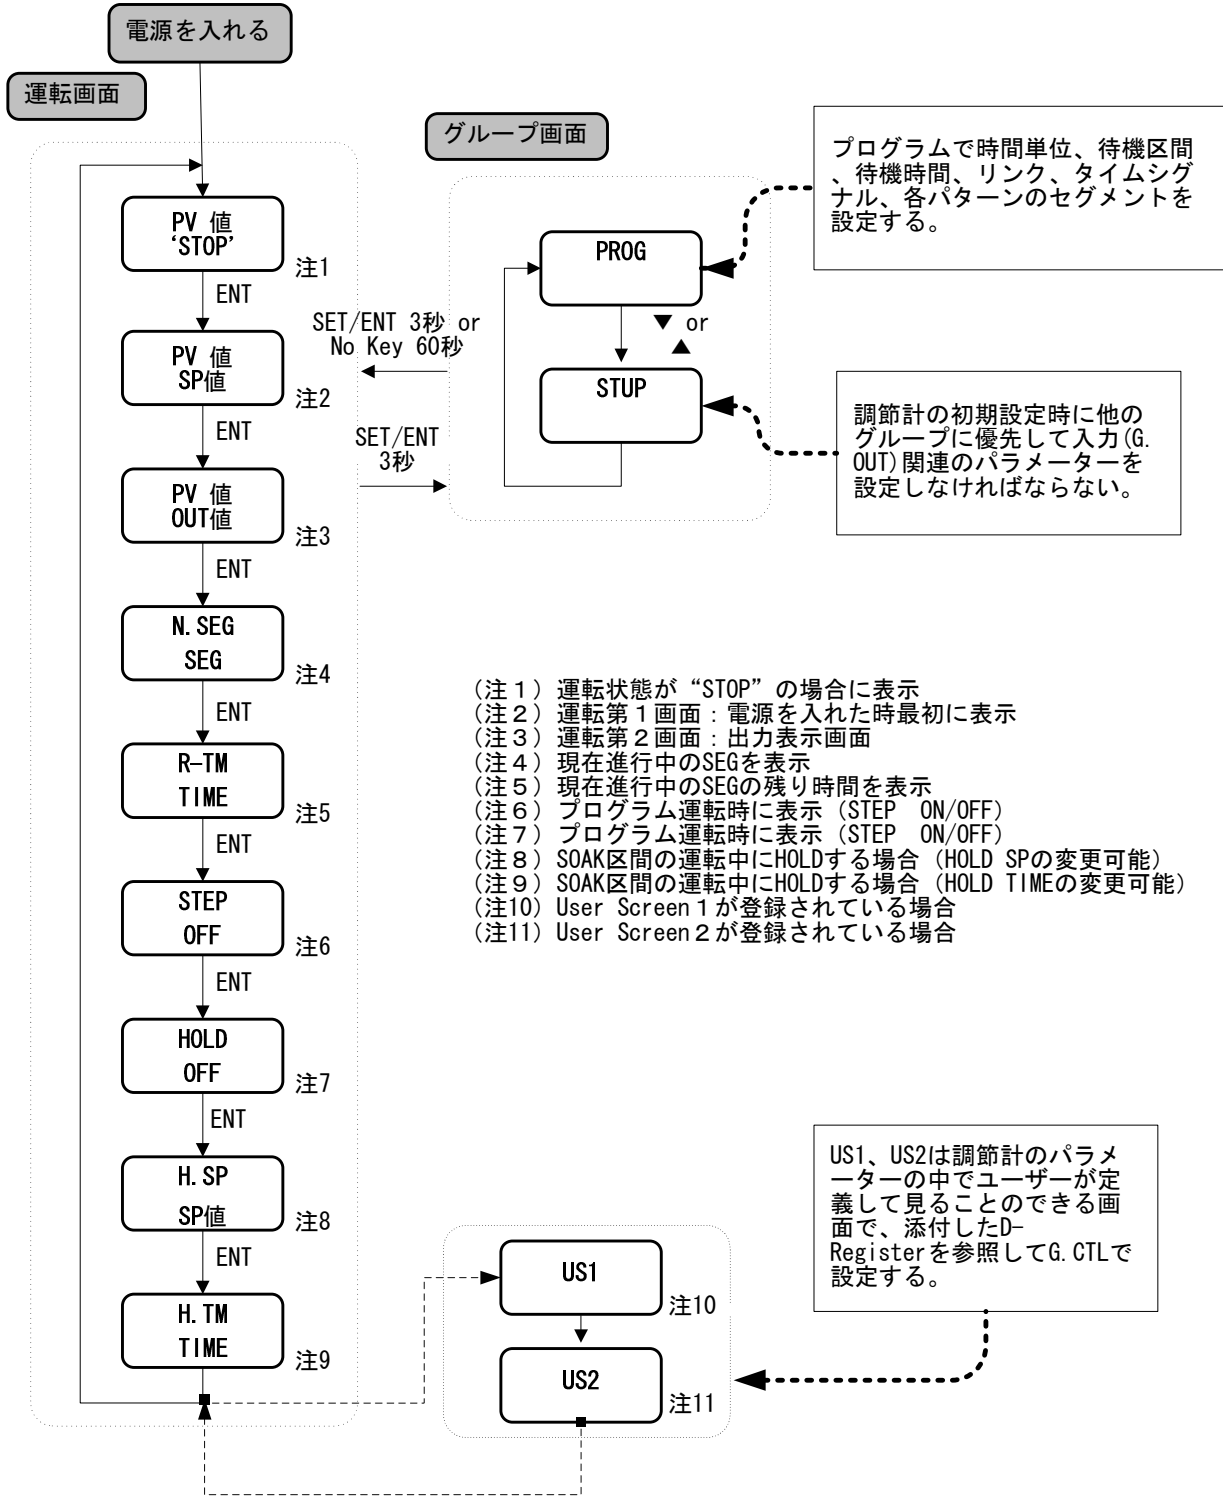 電源を入れる
運転画面
PV 値
‘STOP’
注1
ENT
PV 値
SP値
注2
ENT
PV 値
OUT値
注3
ENT
N.SEG
SEG
注4
ENT
R-TM
TIME
注5
ENT
STEP
OFF
注6
ENT
HOLD
OFF
注7
ENT
H.SP
SP値
注8
ENT
H.TM
TIME
注9
SET/ENT 3秒 or
No Key 60秒
SET/ENT
3秒
グループ画面
PROG
▼ or
▲
STUP
プログラムで時間単位、待機区間
、待機時間、リンク、タイムシグ
ナル、各パターンのセグメントを
設定する。
調節計の初期設定時に他の
グループに優先して入力(G.
OUT)関連のパラメーターを
設定しなければならない。
(注１) 運転状態が“STOP”の場合に表示
(注２) 運転第１画面：電源を入れた時最初に表示
(注３) 運転第２画面：出力表示画面
(注４) 現在進行中のSEGを表示
(注５) 現在進行中のSEGの残り時間を表示
(注６) プログラム運転時に表示 (STEP ON/OFF)
(注７) プログラム運転時に表示 (STEP ON/OFF)
(注８) SOAK区間の運転中にHOLDする場合 (HOLD SPの変更可能)
(注９) SOAK区間の運転中にHOLDする場合 (HOLD TIMEの変更可能)
(注10) User Screen１が登録されている場合
(注11) User Screen２が登録されている場合
US1
注10
US2
注11
US1、US2は調節計のパラメ
ーターの中でユーザーが定
義して見ることのできる画
面で、添付したD-
Registerを参照してG.CTLで
設定する。